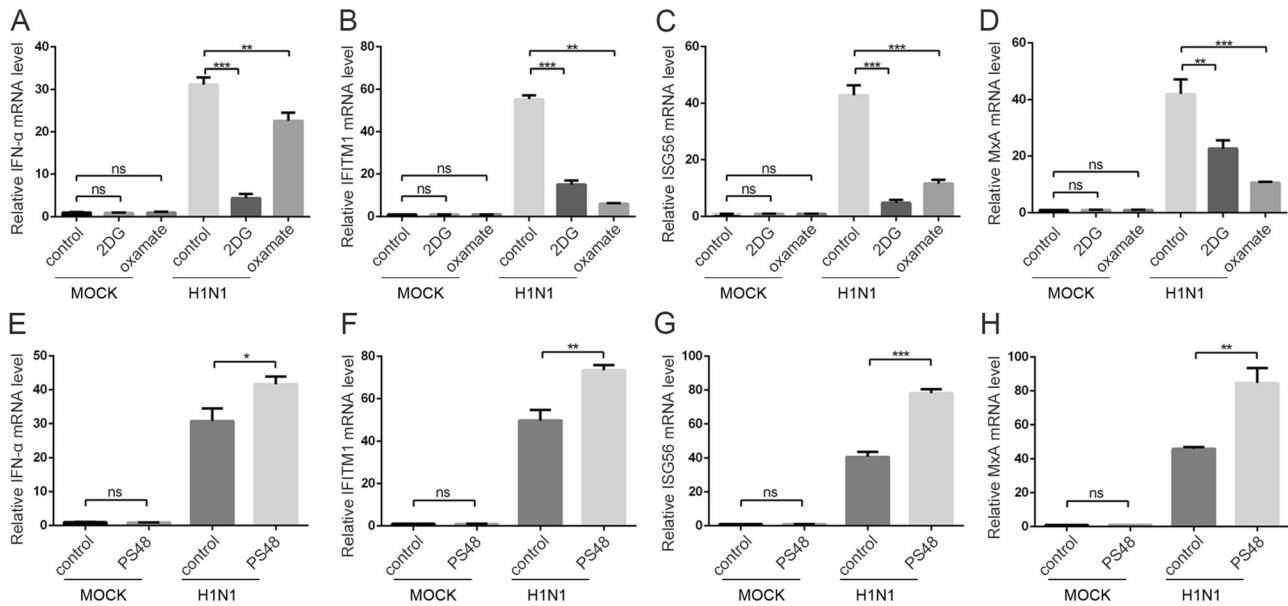 A
Relative IFN-α mRNA level
40
30
20
10
0
ns
ns
***
**
control
2DG
oxamate
control
2DG
oxamate
MOCK
H1N1
B
Relative IFITM1 mRNA level
80
60
40
20
0
ns
ns
***
**
control
2DG
oxamate
control
2DG
oxamate
MOCK
H1N1
C
Relative ISG56 mRNA level
60
40
20
0
ns
ns
***
***
control
2DG
oxamate
control
2DG
oxamate
MOCK
H1N1
D
Relative MxA mRNA level
60
40
20
0
ns
ns
**
***
control
2DG
oxamate
control
2DG
oxamate
MOCK
H1N1
E
Relative IFN-α mRNA level
50
40
30
20
10
0
ns
*
control
PS48
control
PS48
MOCK
H1N1
F
Relative IFITM1 mRNA level
80
60
40
20
0
ns
**
control
PS48
control
PS48
MOCK
H1N1
G
Relative ISG56 mRNA level
100
80
60
40
20
0
ns
***
control
PS48
control
PS48
MOCK
H1N1
H
Relative MxA mRNA level
100
80
60
40
20
0
ns
**
control
PS48
control
PS48
MOCK
H1N1